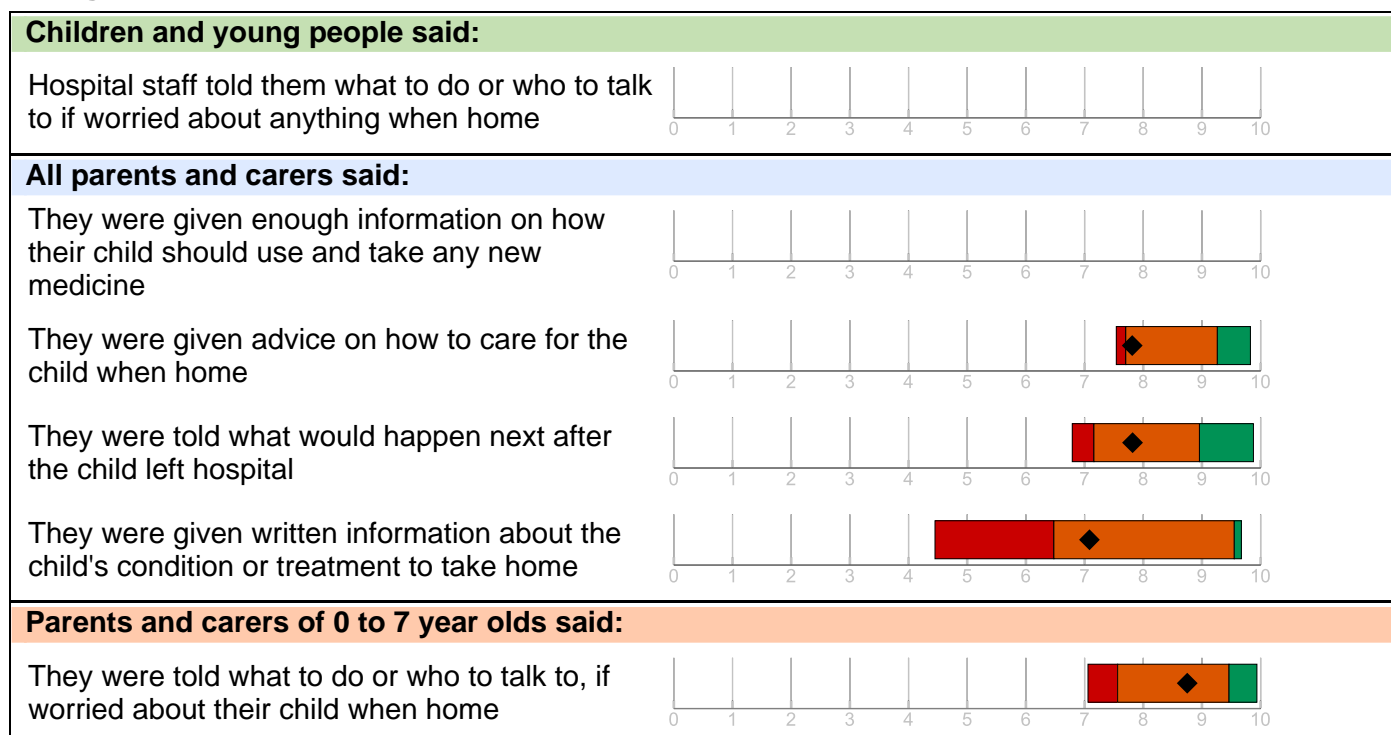 Children and young people said:
Hospital staff told them what to do or who to talk
to if worried about anything when home
0 1 2 3 4 5 6 7 8 9 10
All parents and carers said:
They were given enough information on how
their child should use and take any new
medicine
0 1 2 3 4 5 6 7 8 9 10
They were given advice on how to care for the
child when home
0 1 2 3 4 5 6 7 8 9 10
They were told what would happen next after
the child left hospital
0 1 2 3 4 5 6 7 8 9 10
They were given written information about the
child's condition or treatment to take home
0 1 2 3 4 5 6 7 8 9 10
Parents and carers of 0 to 7 year olds said:
They were told what to do or who to talk to, if
worried about their child when home
0 1 2 3 4 5 6 7 8 9 10